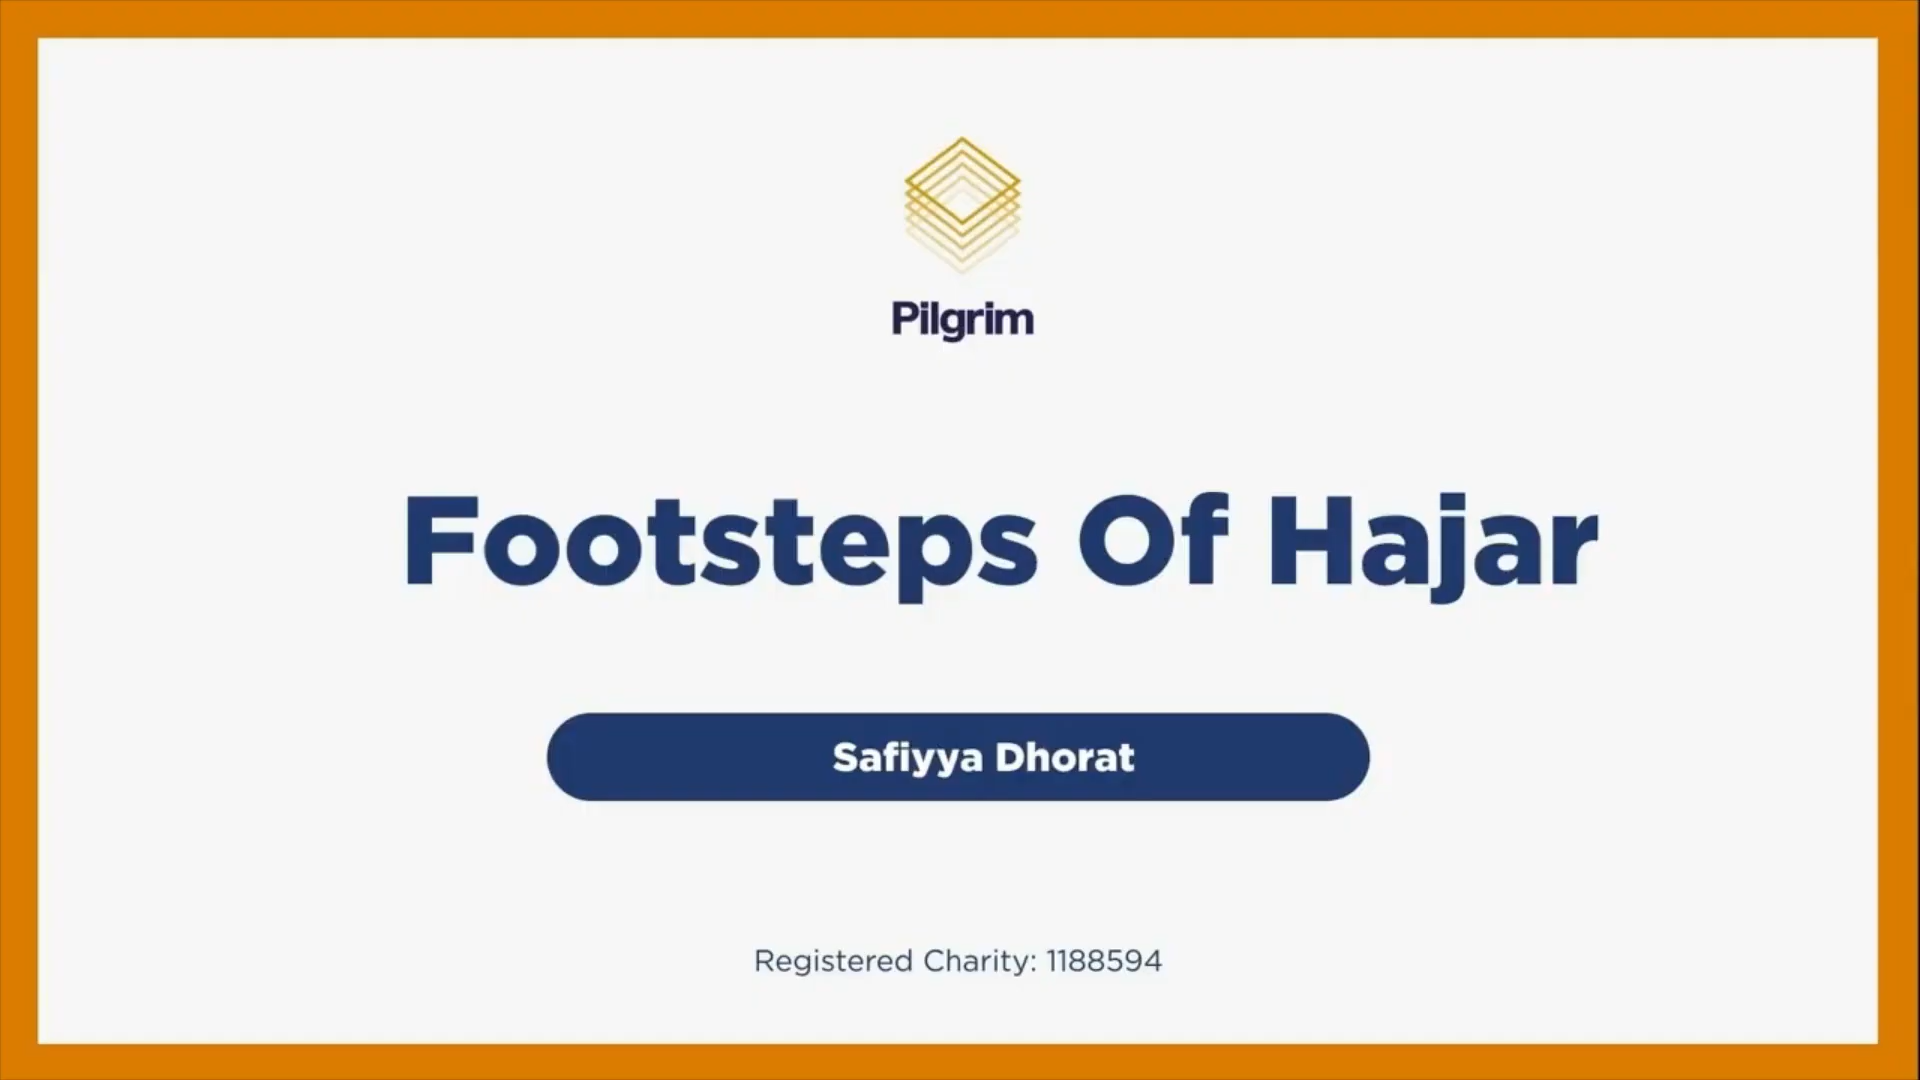 Pilgrim
Footsteps Of Hajar
Safiyya Dhorat
Registered Charity: 1188594